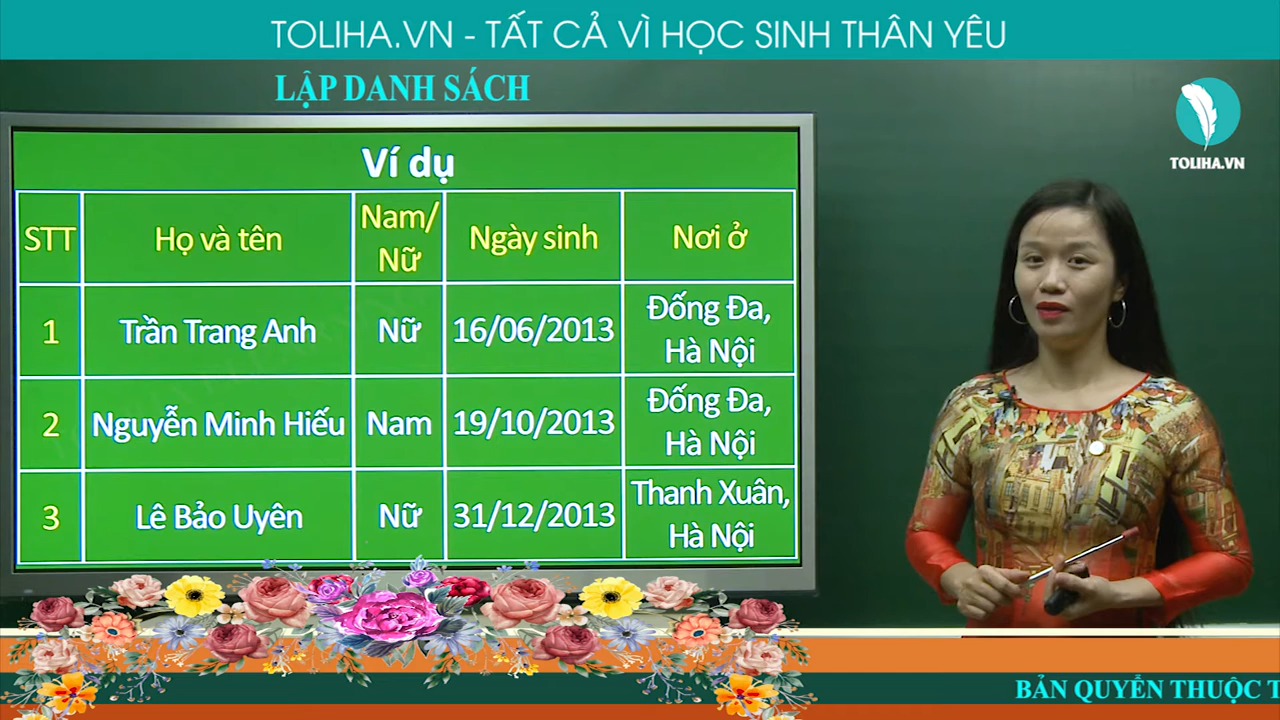 TOLIHA.VN - TẤT CẢ VÌ HỌC SINH THÂN YÊU
LẬP DANH SÁCH
TOLIHA.VN
Ví dụ
STT Họ và tên Nam/ Nữ Ngày sinh Nơi ở
1 Trần Trang Anh Nữ 16/06/2013 Đống Đa, Hà Nội
2 Nguyễn Minh Hiếu Nam 19/10/2013 Đống Đa, Hà Nội
3 Lê Bảo Uyên Nữ 31/12/2013 Thanh Xuân, Hà Nội
BẢN QUYỀN THUỘC T